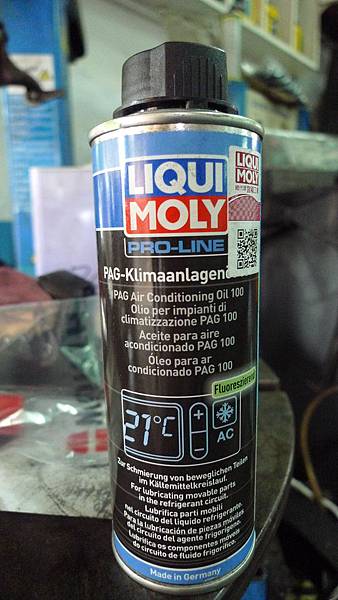 LIQUI
MOLY
PRO-LINE
LIQUI
MOLY
PAG-Klimaanlagen
PAG Air Conditioning Oil 100
Olio per impianti di
climatizzazione PAG 100
Aceite para aire
acondicionado PAG 100
Óleo para ar
condicionado PAG 100
21°C
+
-
AC
Zur Schmierung von beweglichen Teilen
im Kältemittelkreislauf.
For lubricating movable parts
in the refrigerant circuit.
Lubrifica parti mobili
nel circuito del liquido refrigerante.
Para la lubricación de piezas móviles
del circuito del agente frigorígeno.
Lubrifica os componentes móveis
do circuito de fluido frigorífico.
Made in Germany